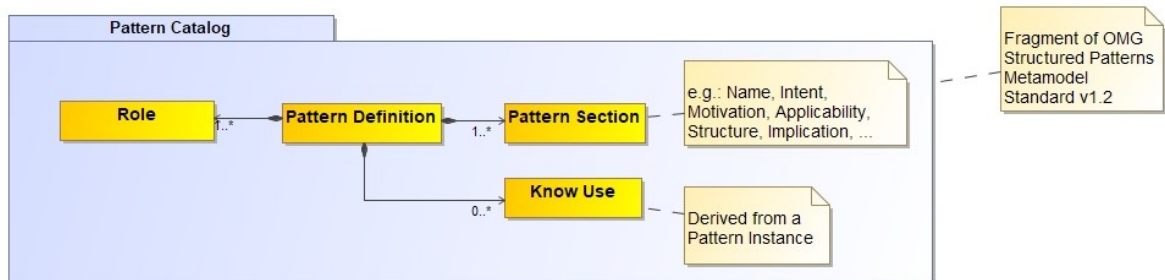 Pattern Catalog
Fragment of OMG
Structured Patterns
Metamodel
Standard v1.2
Role
1..*
Pattern Definition
1..*
Pattern Section
e.g.: Name, Intent,
Motivation, Applicability,
Structure, Implication, ...
Know Use
0..*
Derived from a
Pattern Instance